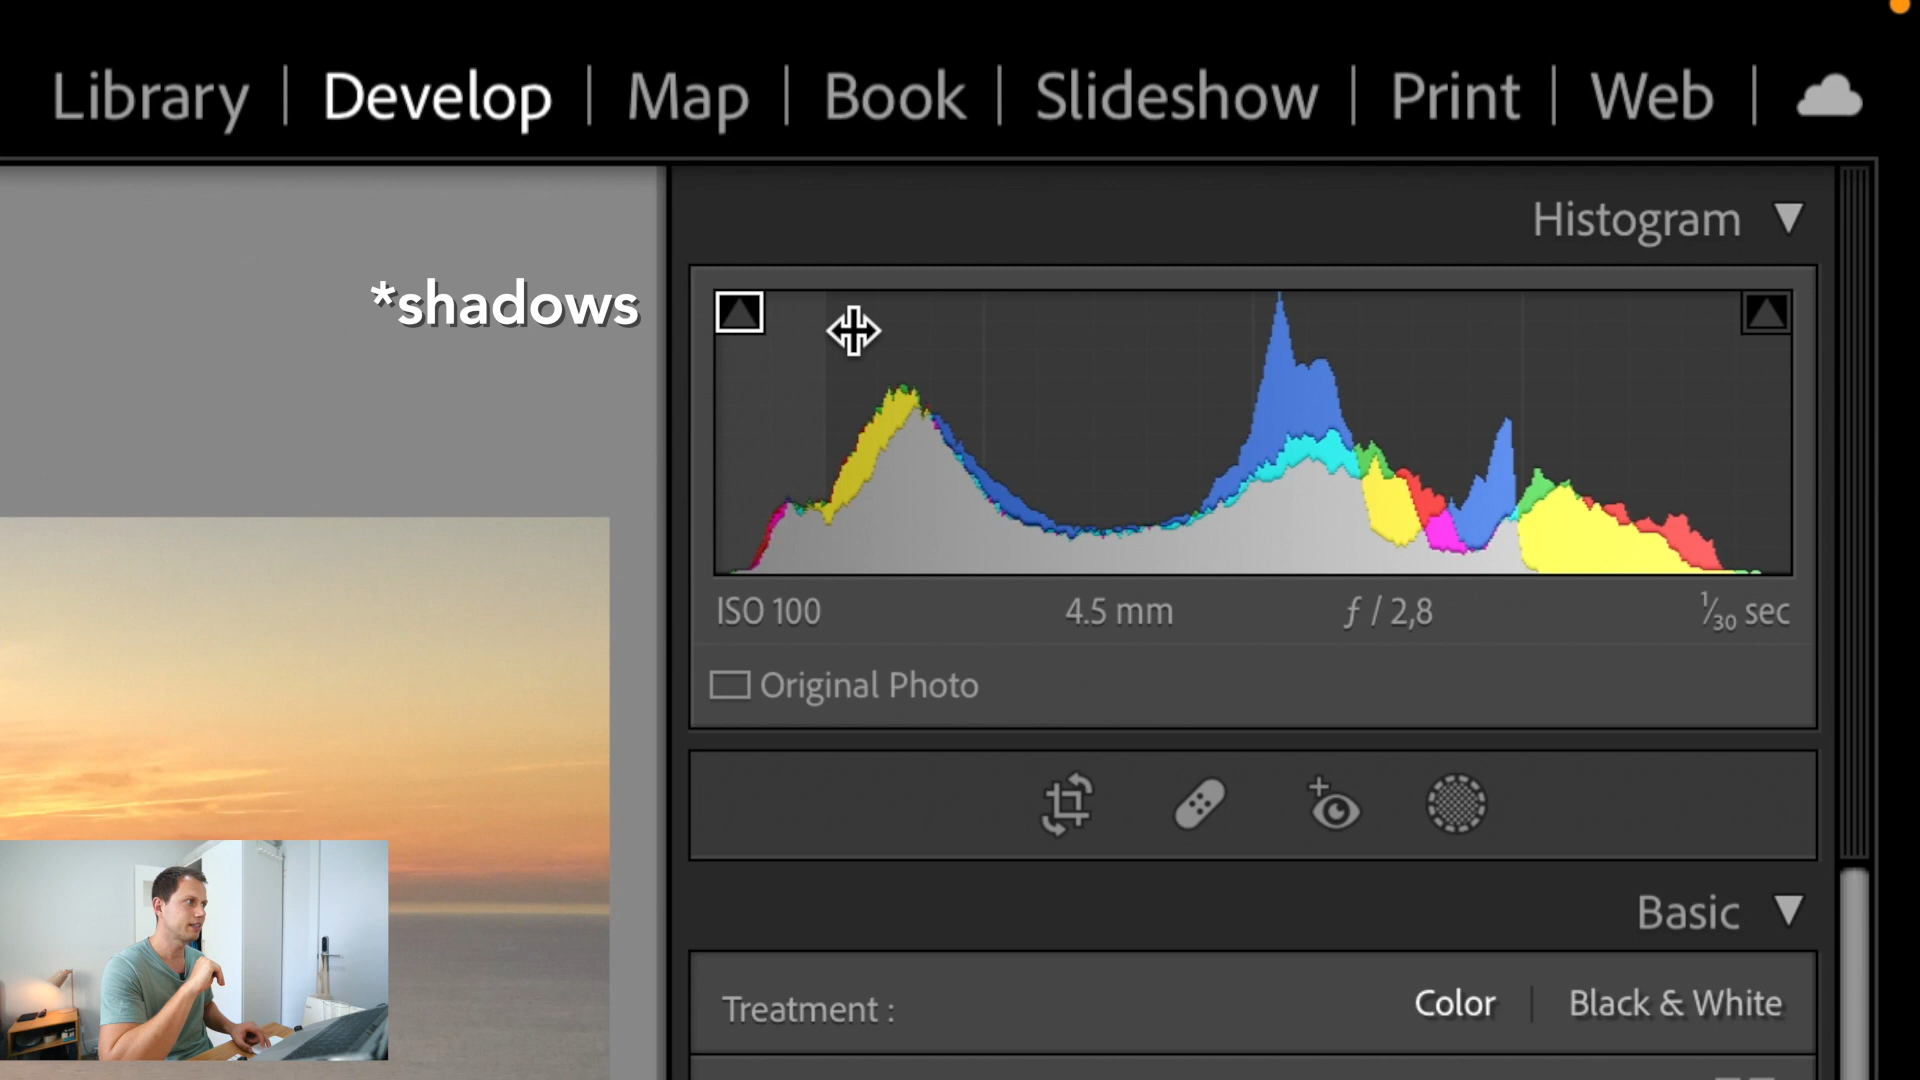 Library | Develop | Map | Book | Slideshow | Print | Web |
Histogram
*shadows
ISO 100 4.5 mm ƒ / 2,8 1/30 sec
Original Photo
Basic
Treatment : Color | Black & White